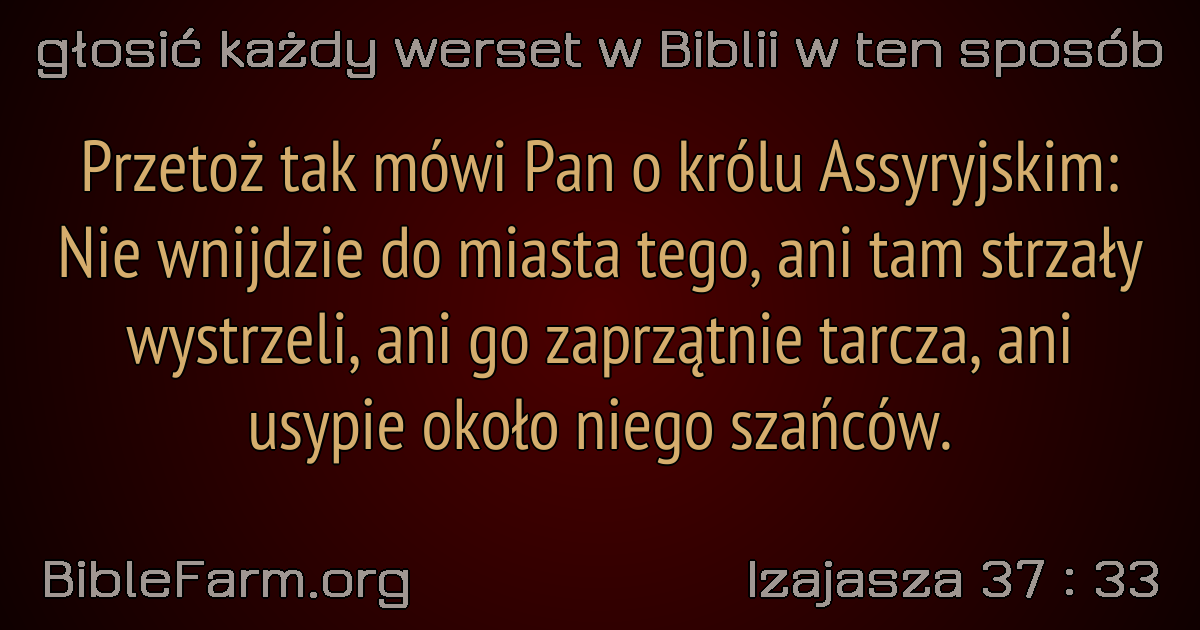 głosić każdy werset w Biblii w ten sposób
Przetoż tak mówi Pan o królu Assyryjskim:
Nie wnijdzie do miasta tego, ani tam strzały
wystrzeli, ani go zaprzątnie tarcza, ani
usypie około niego szańców.
BibleFarm.org
Izajasza 37 : 33